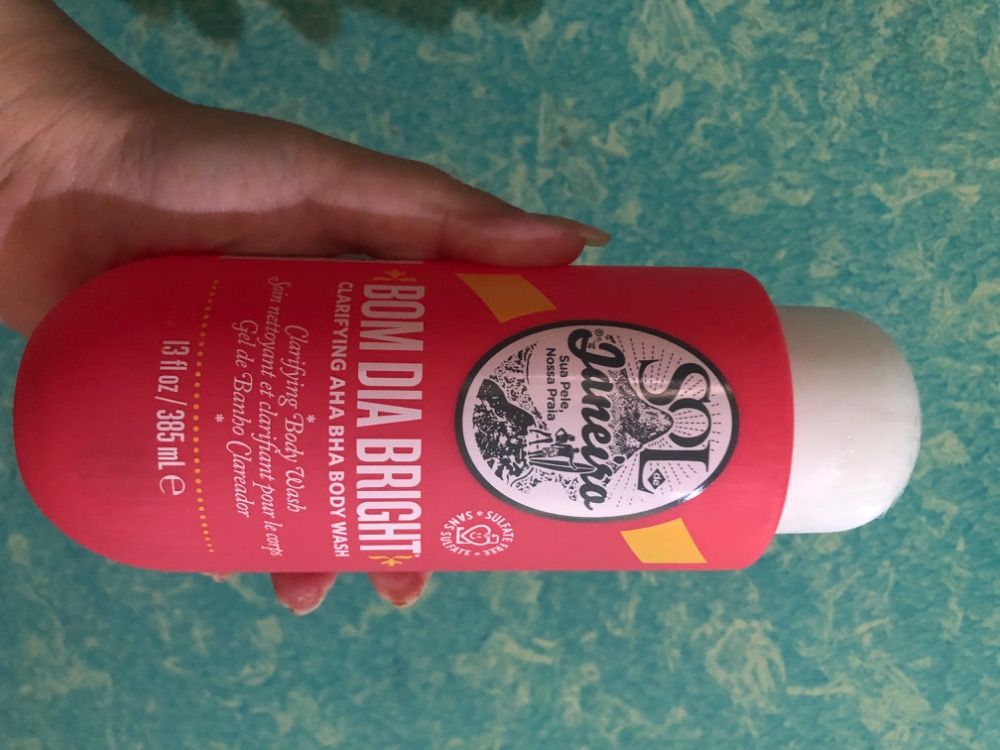 SOL de
Janeiro®
Sua Pele,
Nossa Praia
SULFATE FREE * SANS SULFATE *
BOM DIA BRIGHT
CLARIFYING AHA BHA BODY WASH
Clarifying Body Wash
*
Soin nettoyant et clarifiant pour le corps
*
Gel de Banho Clareador
13 fl oz / 385 mL ℮